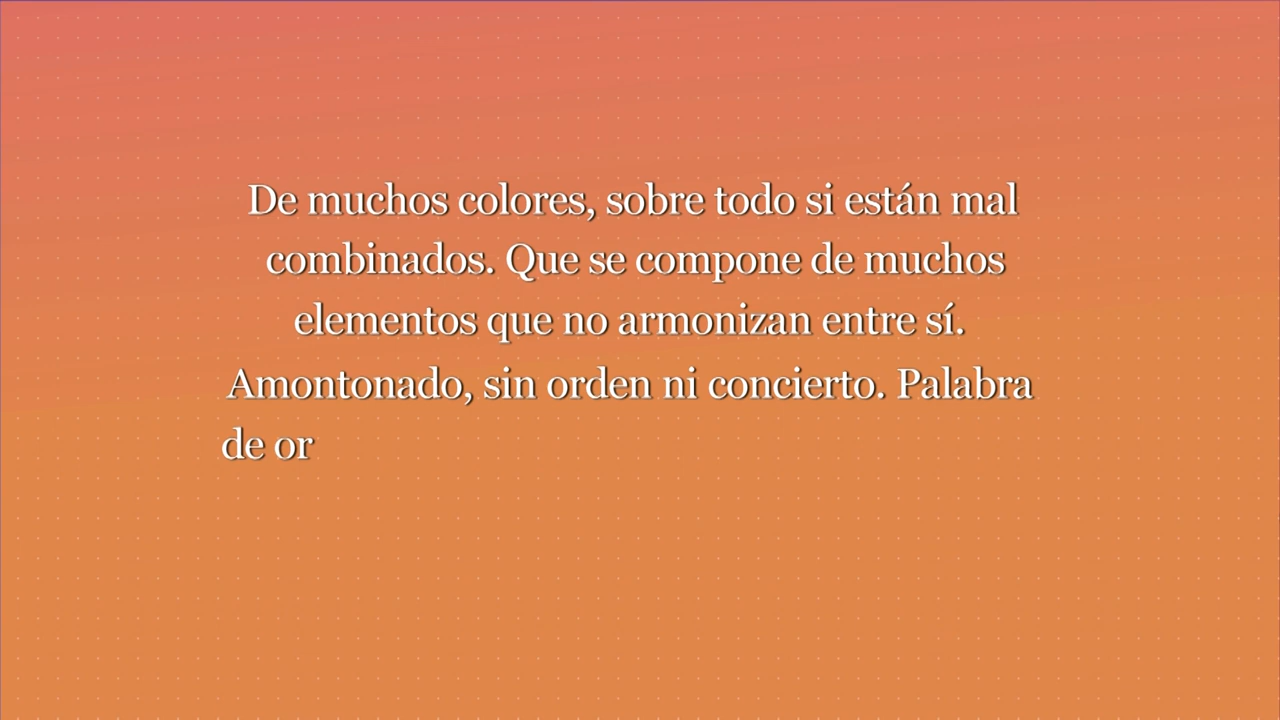 De muchos colores, sobre todo si están mal
combinados. Que se compone de muchos
elementos que no armonizan entre sí.
Amontonado, sin orden ni concierto. Palabra
de or